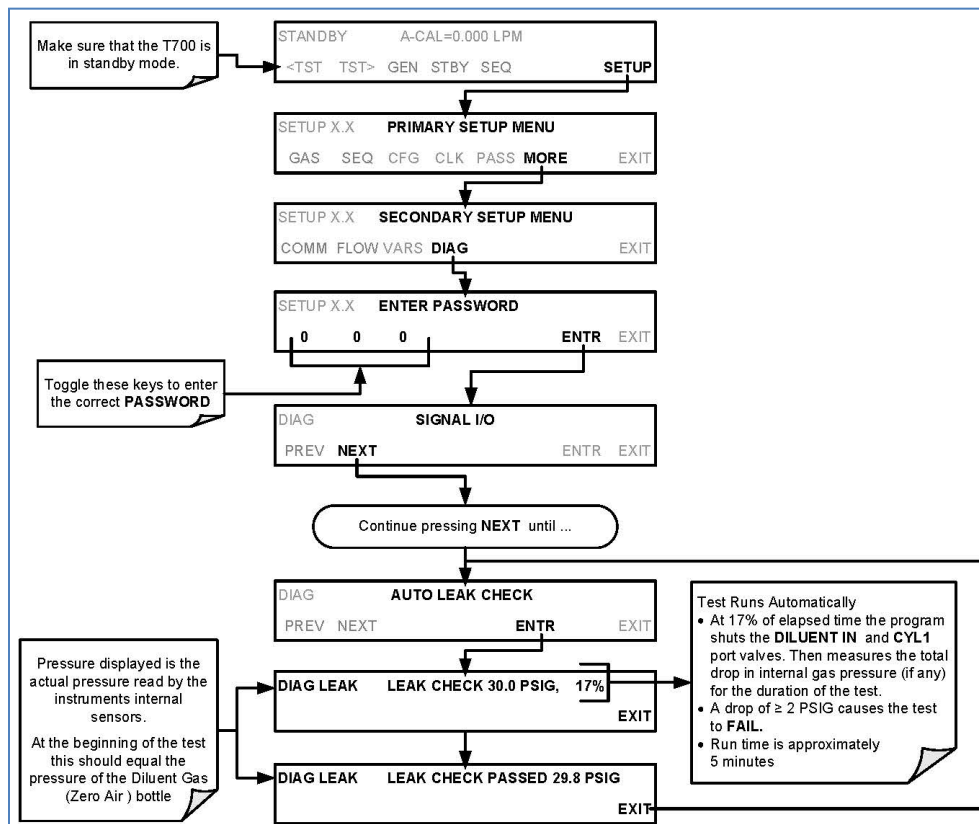 Make sure that the T700 is
in standby mode.
STANDBY A-CAL=0.000 LPM
<TST TST> GEN STBY SEQ SETUP
SETUP X.X PRIMARY SETUP MENU
GAS SEQ CFG CLK PASS MORE EXIT
SETUP X.X SECONDARY SETUP MENU
COMM FLOW VARS DIAG EXIT
SETUP X.X ENTER PASSWORD
0 0 0 ENTR EXIT
Toggle these keys to enter
the correct PASSWORD
DIAG SIGNAL I/O
PREV NEXT ENTR EXIT
Continue pressing NEXT until ...
DIAG AUTO LEAK CHECK
PREV NEXT ENTR EXIT
Test Runs Automatically
• At 17% of elapsed time the program
shuts the DILUENT IN and CYL1
port valves. Then measures the total
drop in internal gas pressure (if any)
for the duration of the test.
• A drop of ≥ 2 PSIG causes the test
to FAIL.
• Run time is approximately
5 minutes
Pressure displayed is the
actual pressure read by the
instruments internal
sensors.
At the beginning of the test
this should equal the
pressure of the Diluent Gas
(Zero Air ) bottle
DIAG LEAK LEAK CHECK 30.0 PSIG, 17%
EXIT
DIAG LEAK LEAK CHECK PASSED 29.8 PSIG
EXIT